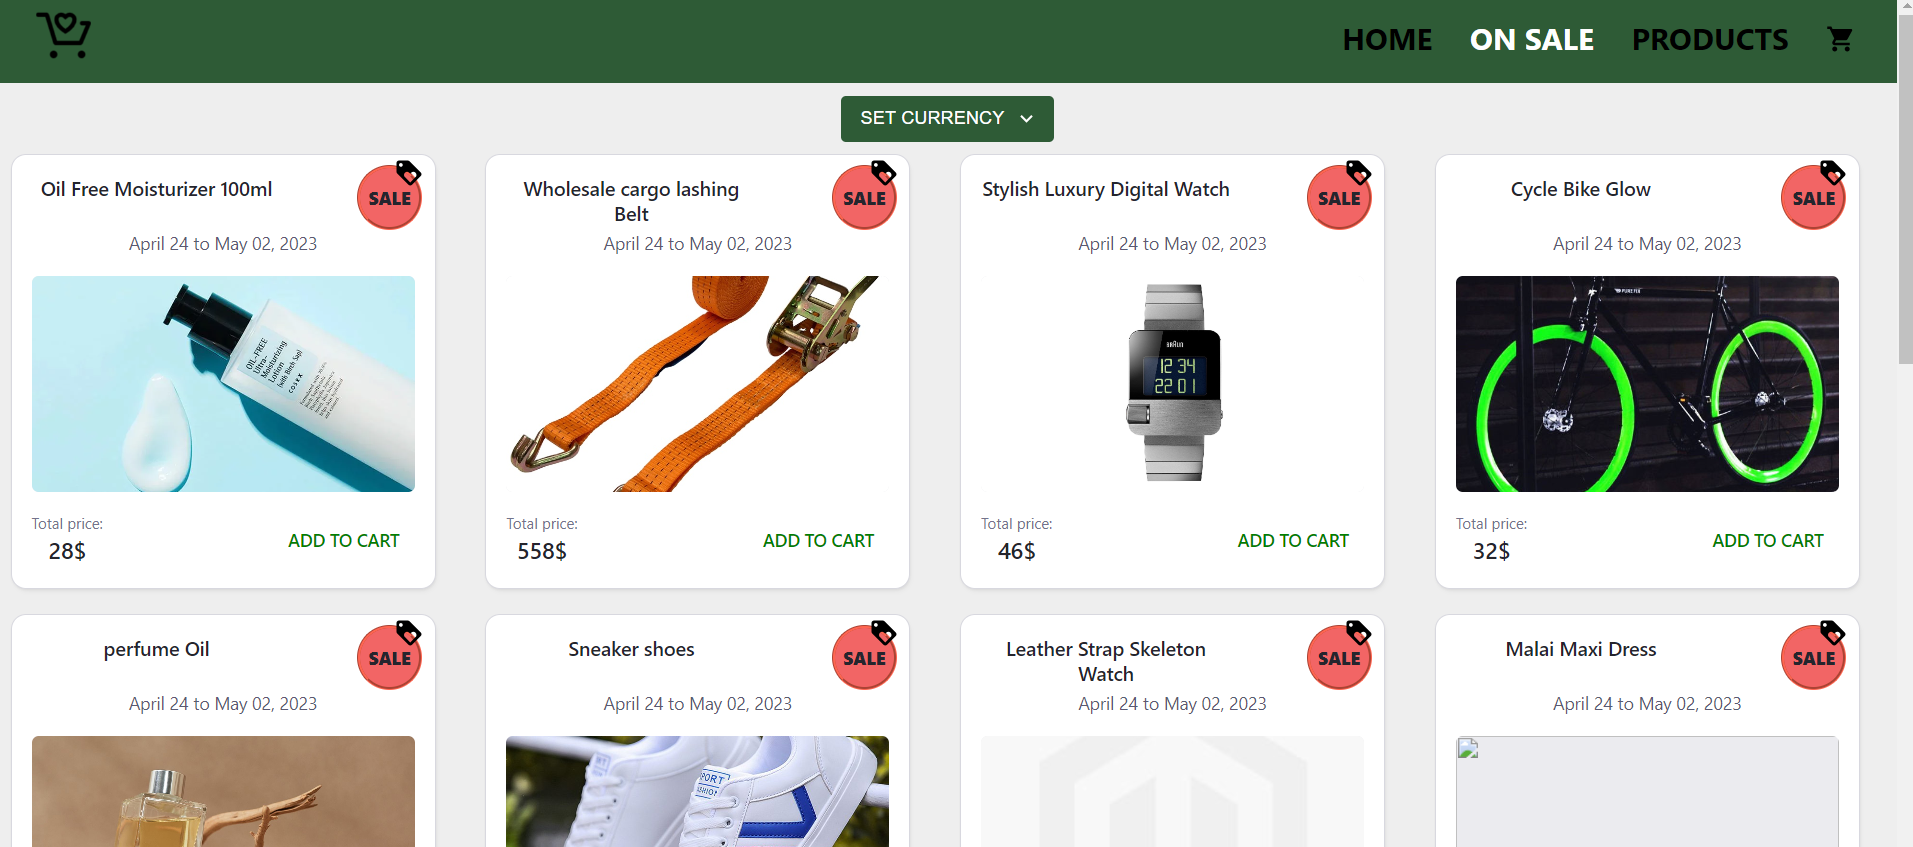 HOME ON SALE PRODUCTS
SET CURRENCY
Oil Free Moisturizer 100ml
SALE
April 24 to May 02, 2023
OIL-FREE
Ultra-
Moisturizing
Lotion
(with Birch Sap)
COSRX
Total price:
28$
ADD TO CART
Wholesale cargo lashing
Belt
SALE
April 24 to May 02, 2023
Total price:
558$
ADD TO CART
Stylish Luxury Digital Watch
SALE
April 24 to May 02, 2023
BRAUN
12 34
22 01
Total price:
46$
ADD TO CART
Cycle Bike Glow
SALE
April 24 to May 02, 2023
Total price:
32$
ADD TO CART
perfume Oil
SALE
April 24 to May 02, 2023
Sneaker shoes
SALE
April 24 to May 02, 2023
Leather Strap Skeleton
Watch
SALE
April 24 to May 02, 2023
Malai Maxi Dress
SALE
April 24 to May 02, 2023